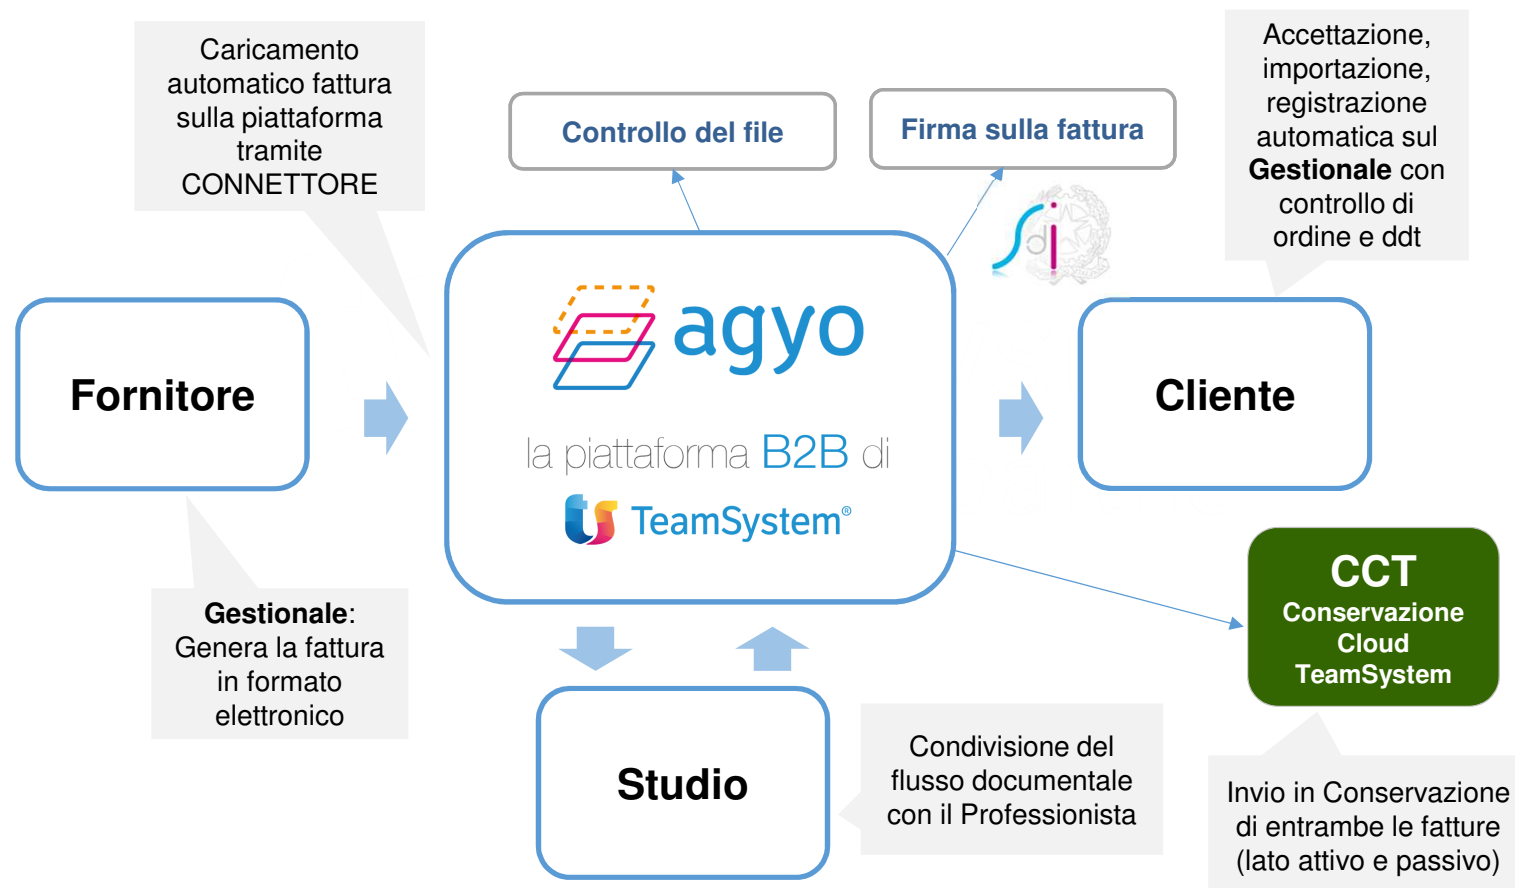 Caricamento
automatico fattura
sulla piattaforma
tramite
CONNETTORE
Controllo del file
Firma sulla fattura
Accettazione,
importazione,
registrazione
automatica sul
Gestionale con
controllo di
ordine e ddt
Sdi
Fornitore
agyo
la piattaforma B2B di
TeamSystem®
Cliente
Gestionale:
Genera la fattura
in formato
elettronico
CCT
Conservazione
Cloud
TeamSystem
Studio
Condivisione del
flusso documentale
con il Professionista
Invio in Conservazione
di entrambe le fatture
(lato attivo e passivo)